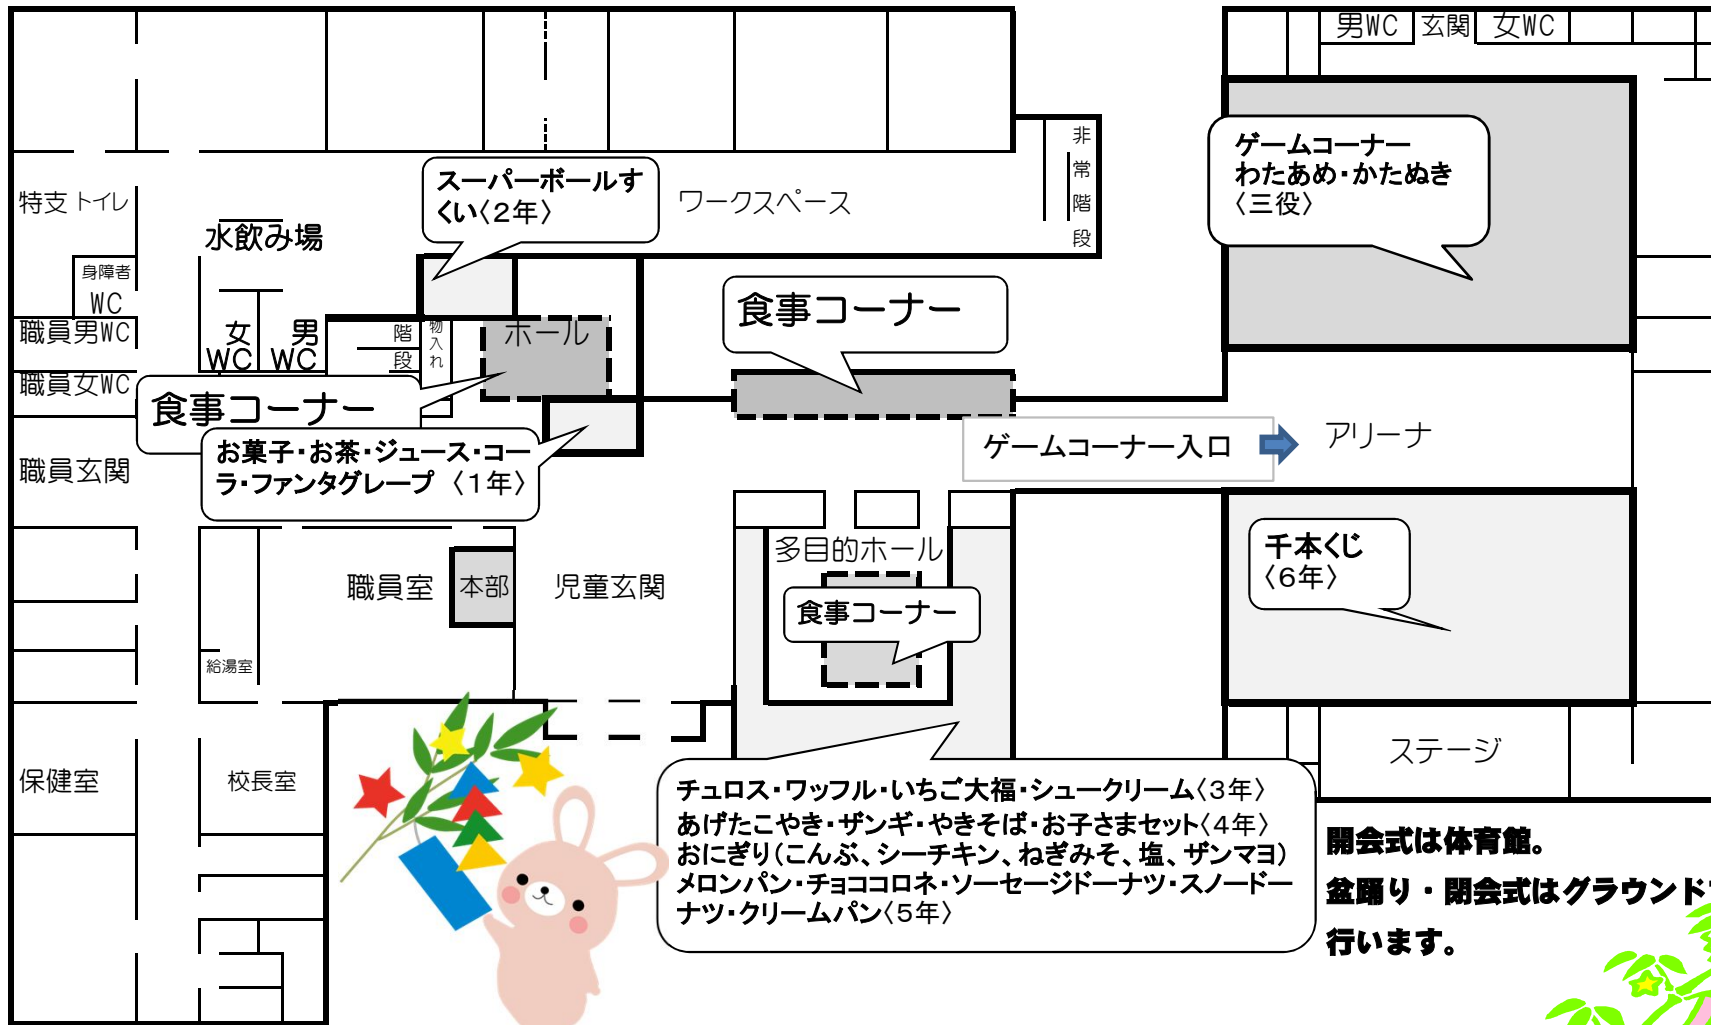 男WC 玄関 女WC
非常階段
ゲームコーナー
わたあめ・かたぬき
〈三役〉
スーパーボールす
くい〈2年〉
ワークスペース
特支 トイレ
水飲み場
身障者
WC
職員男WC
女
WC
男
WC
階段
物入れ
ホール
食事コーナー
職員女WC
食事コーナー
お菓子・お茶・ジュース・コー
ラ・ファンタグレープ 〈1年〉
職員玄関
ゲームコーナー入口
アリーナ
多目的ホール
食事コーナー
千本くじ
〈6年〉
職員室
本部
児童玄関
給湯室
保健室
校長室
ステージ
チュロス・ワッフル・いちご大福・シュークリーム〈3年〉
あげたこやき・ザンギ・やきそば・お子さまセット〈4年〉
おにぎり(こんぶ、シーチキン、ねぎみそ、塩、ザンマヨ)
メロンパン・チョココロネ・ソーセージドーナツ・スノードー
ナツ・クリームパン〈5年〉
開会式は体育館。
盆踊り・閉会式はグラウンド
行います。